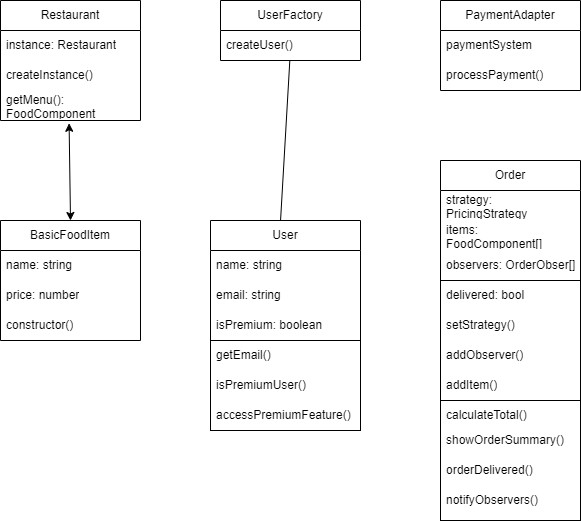 Restaurant
instance: Restaurant
createInstance()
getMenu():
FoodComponent
UserFactory
createUser()
PaymentAdapter
paymentSystem
processPayment()
BasicFoodItem
name: string
price: number
constructor()
User
name: string
email: string
isPremium: boolean
getEmail()
isPremiumUser()
accessPremiumFeature()
Order
strategy:
PricingStrategy
items:
FoodComponent[]
observers: OrderObser[]
delivered: bool
setStrategy()
addObserver()
addItem()
calculateTotal()
showOrderSummary()
orderDelivered()
notifyObservers()